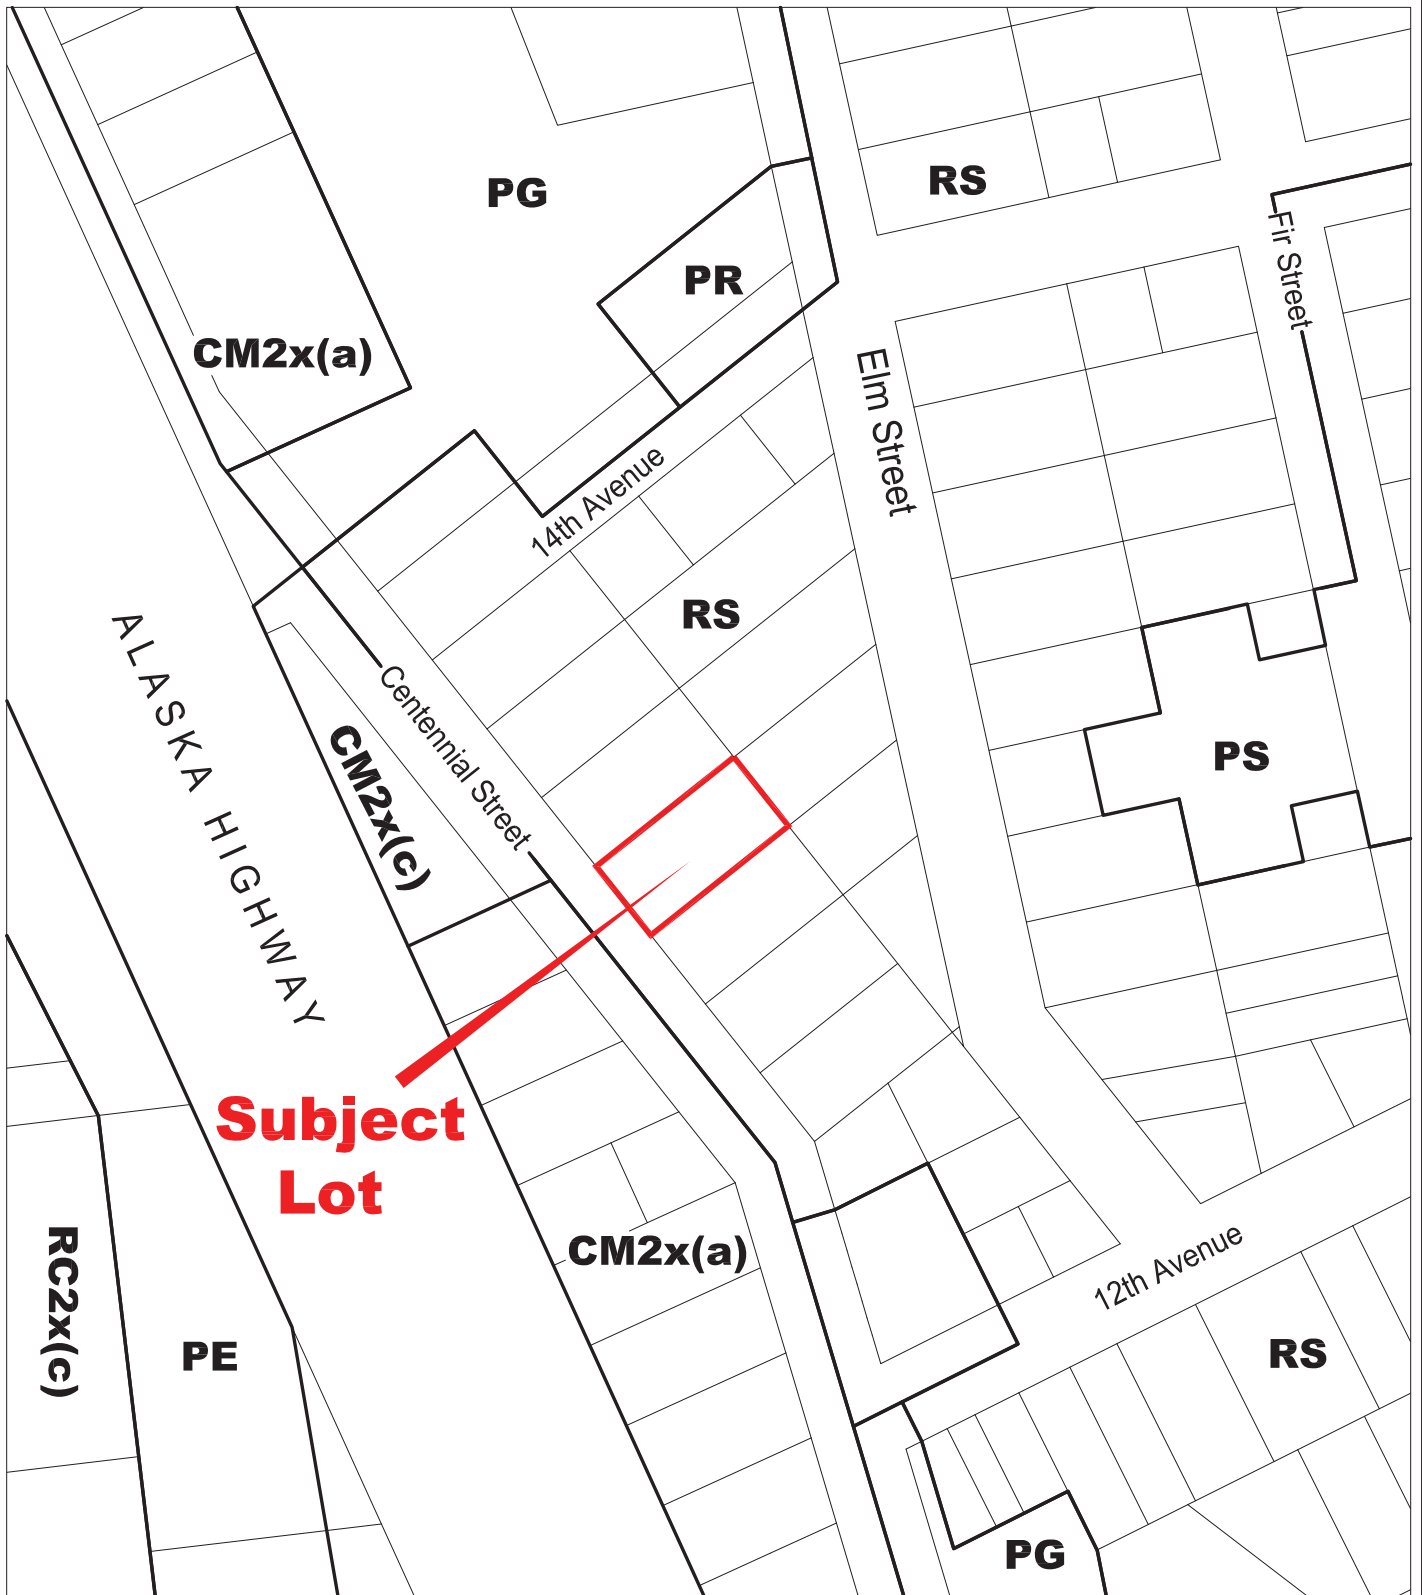 PG
RS
PR
Fir Street
CM2x(a)
Elm Street
14th Avenue
RS
ALASKA HIGHWAY
Centennial Street
CM2x(c)
PS
Subject
Lot
CM2x(a)
12th Avenue
RC2x(c)
PE
RS
PG